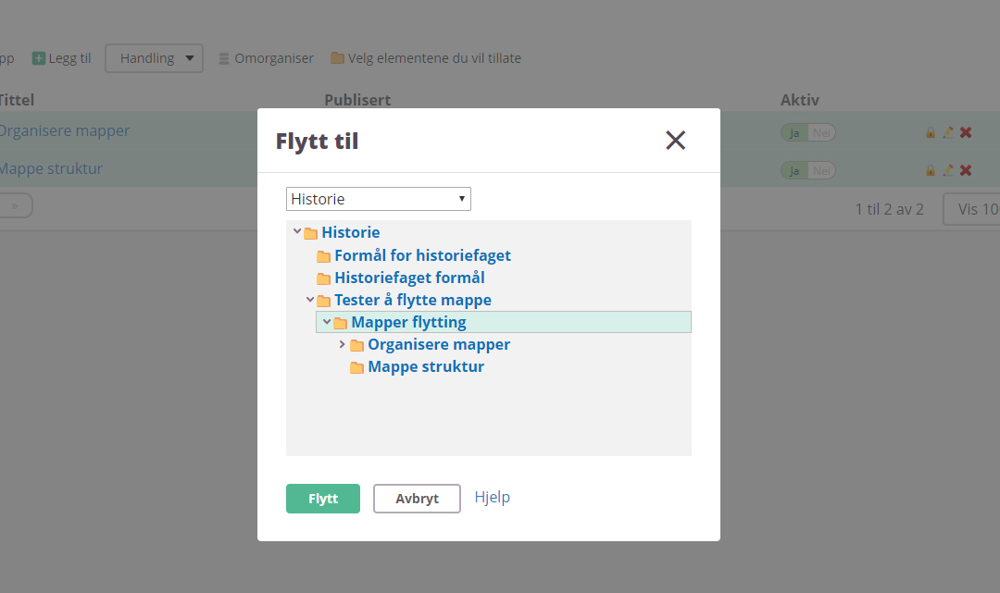 Legg til Handling Omorganiser Velg elementene du vil tillate
Tittel Publisert Aktiv
Organisere mapper Ja Nei
Mappe struktur Ja Nei
» 1 til 2 av 2 Vis 10
Flytt til
Historie
Historie
Formål for historiefaget
Historiefaget formål
Tester å flytte mappe
Mapper flytting
Organisere mapper
Mappe struktur
Flytt Avbryt Hjelp